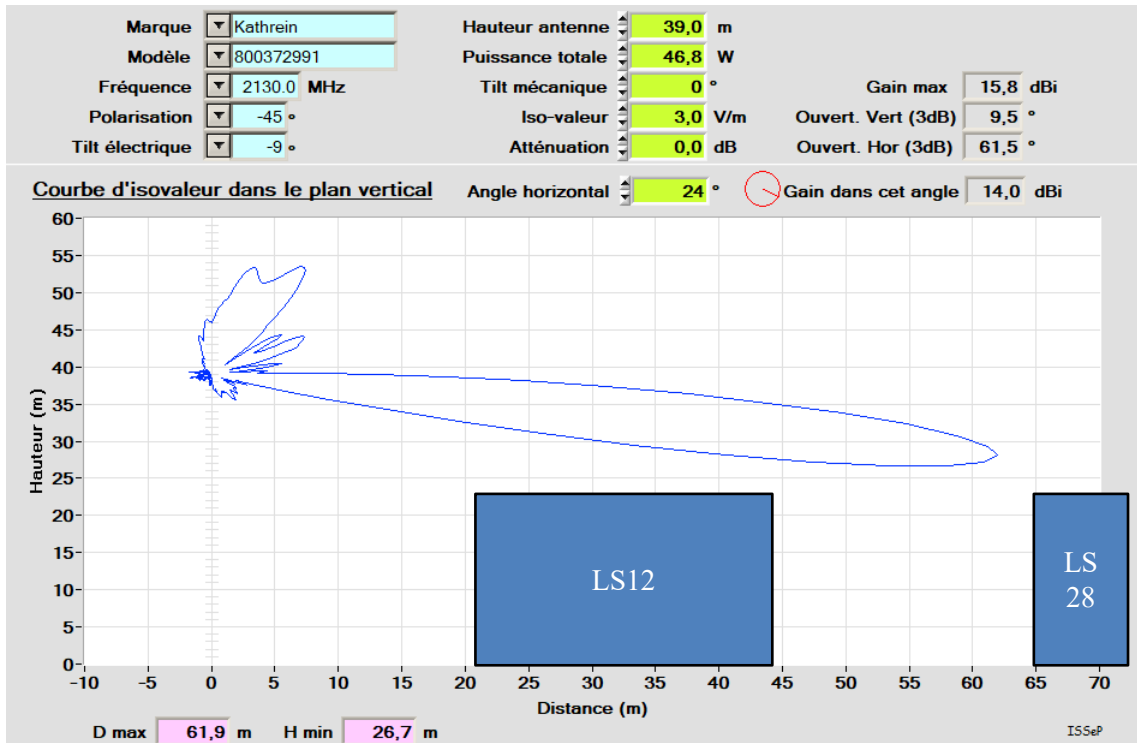 Marque Kathrein Hauteur antenne 39,0 m
Modèle 800372991 Puissance totale 46,8 W
Fréquence 2130.0 MHz Tilt mécanique 0 ° Gain max 15,8 dBi
Polarisation -45 ° Iso-valeur 3,0 V/m Ouvert. Vert (3dB) 9,5 °
Tilt électrique -9 ° Atténuation 0,0 dB Ouvert. Hor (3dB) 61,5 °
Courbe d'isovaleur dans le plan vertical Angle horizontal 24 ° Gain dans cet angle 14,0 dBi
60
55
50
45
40
35
30
25
20
15
10
5
0
Hauteur (m)
LS12
LS
28
-10 -5 0 5 10 15 20 25 30 35 40 45 50 55 60 65 70
Distance (m)
D max 61,9 m H min 26,7 m
ISSeP